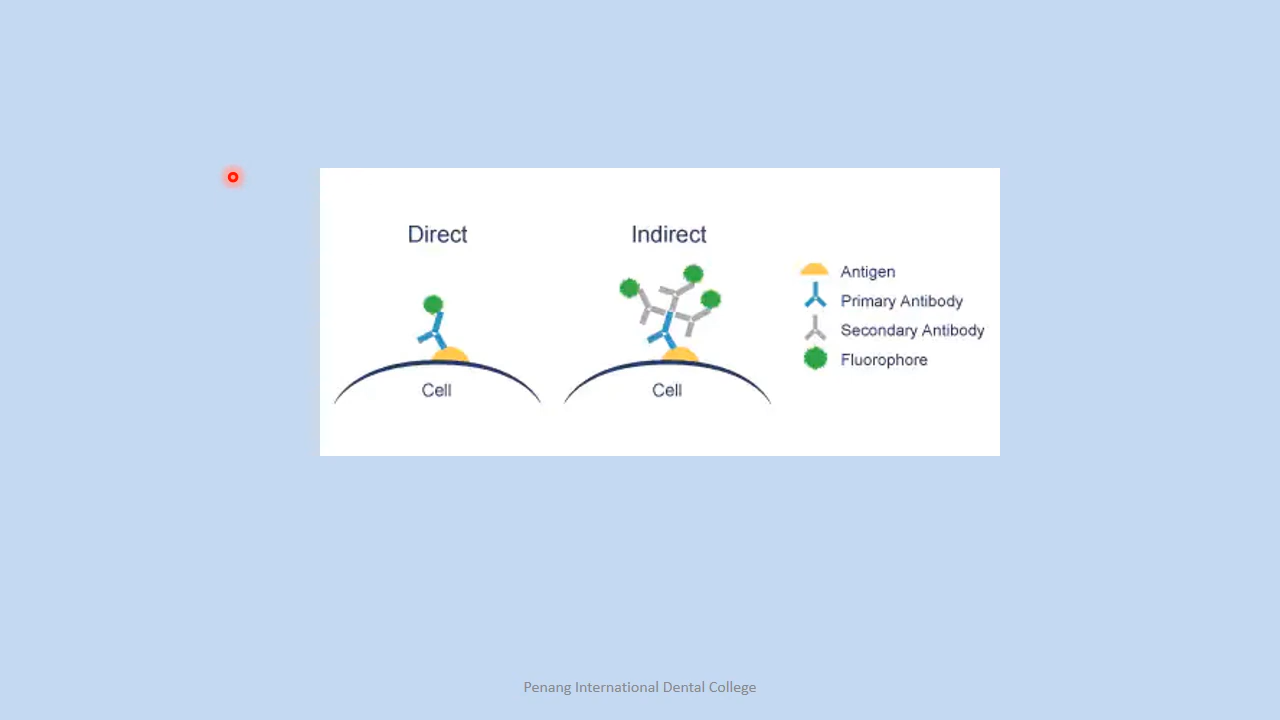 Direct
Indirect
Antigen
Primary Antibody
Secondary Antibody
Fluorophore
Cell
Cell
Penang International Dental College